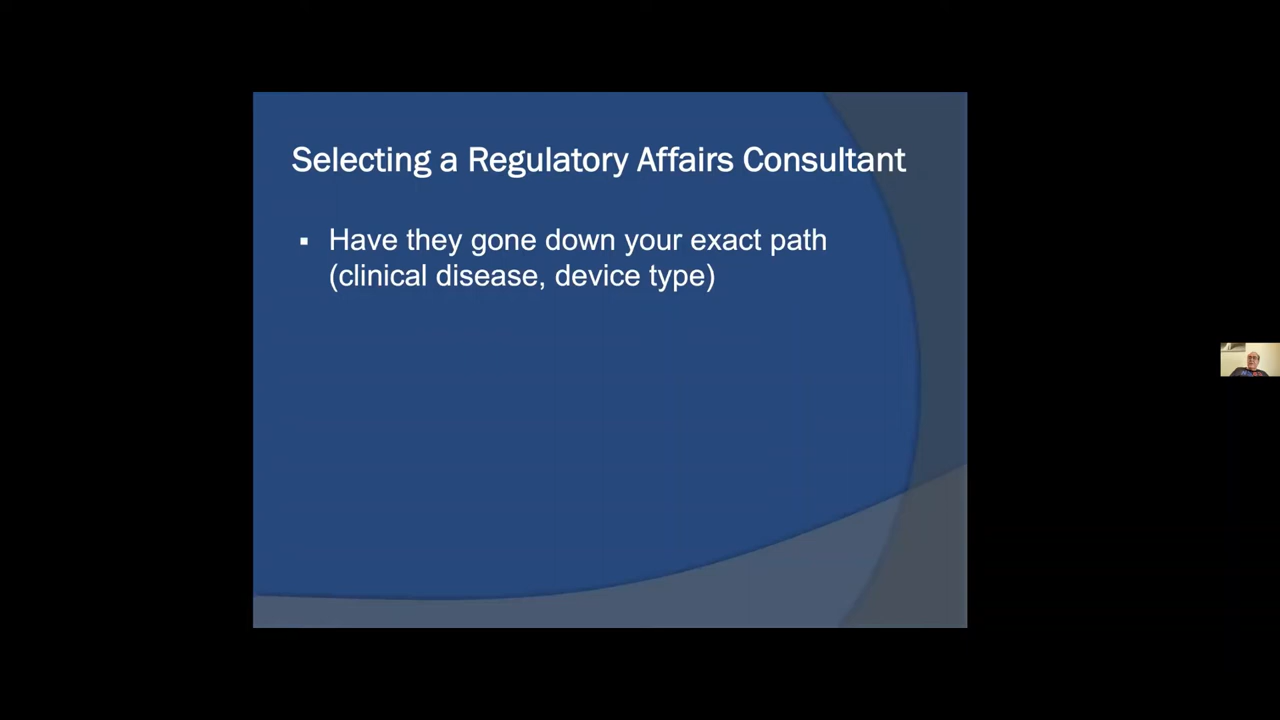 Selecting a Regulatory Affairs Consultant
▪ Have they gone down your exact path
(clinical disease, device type)